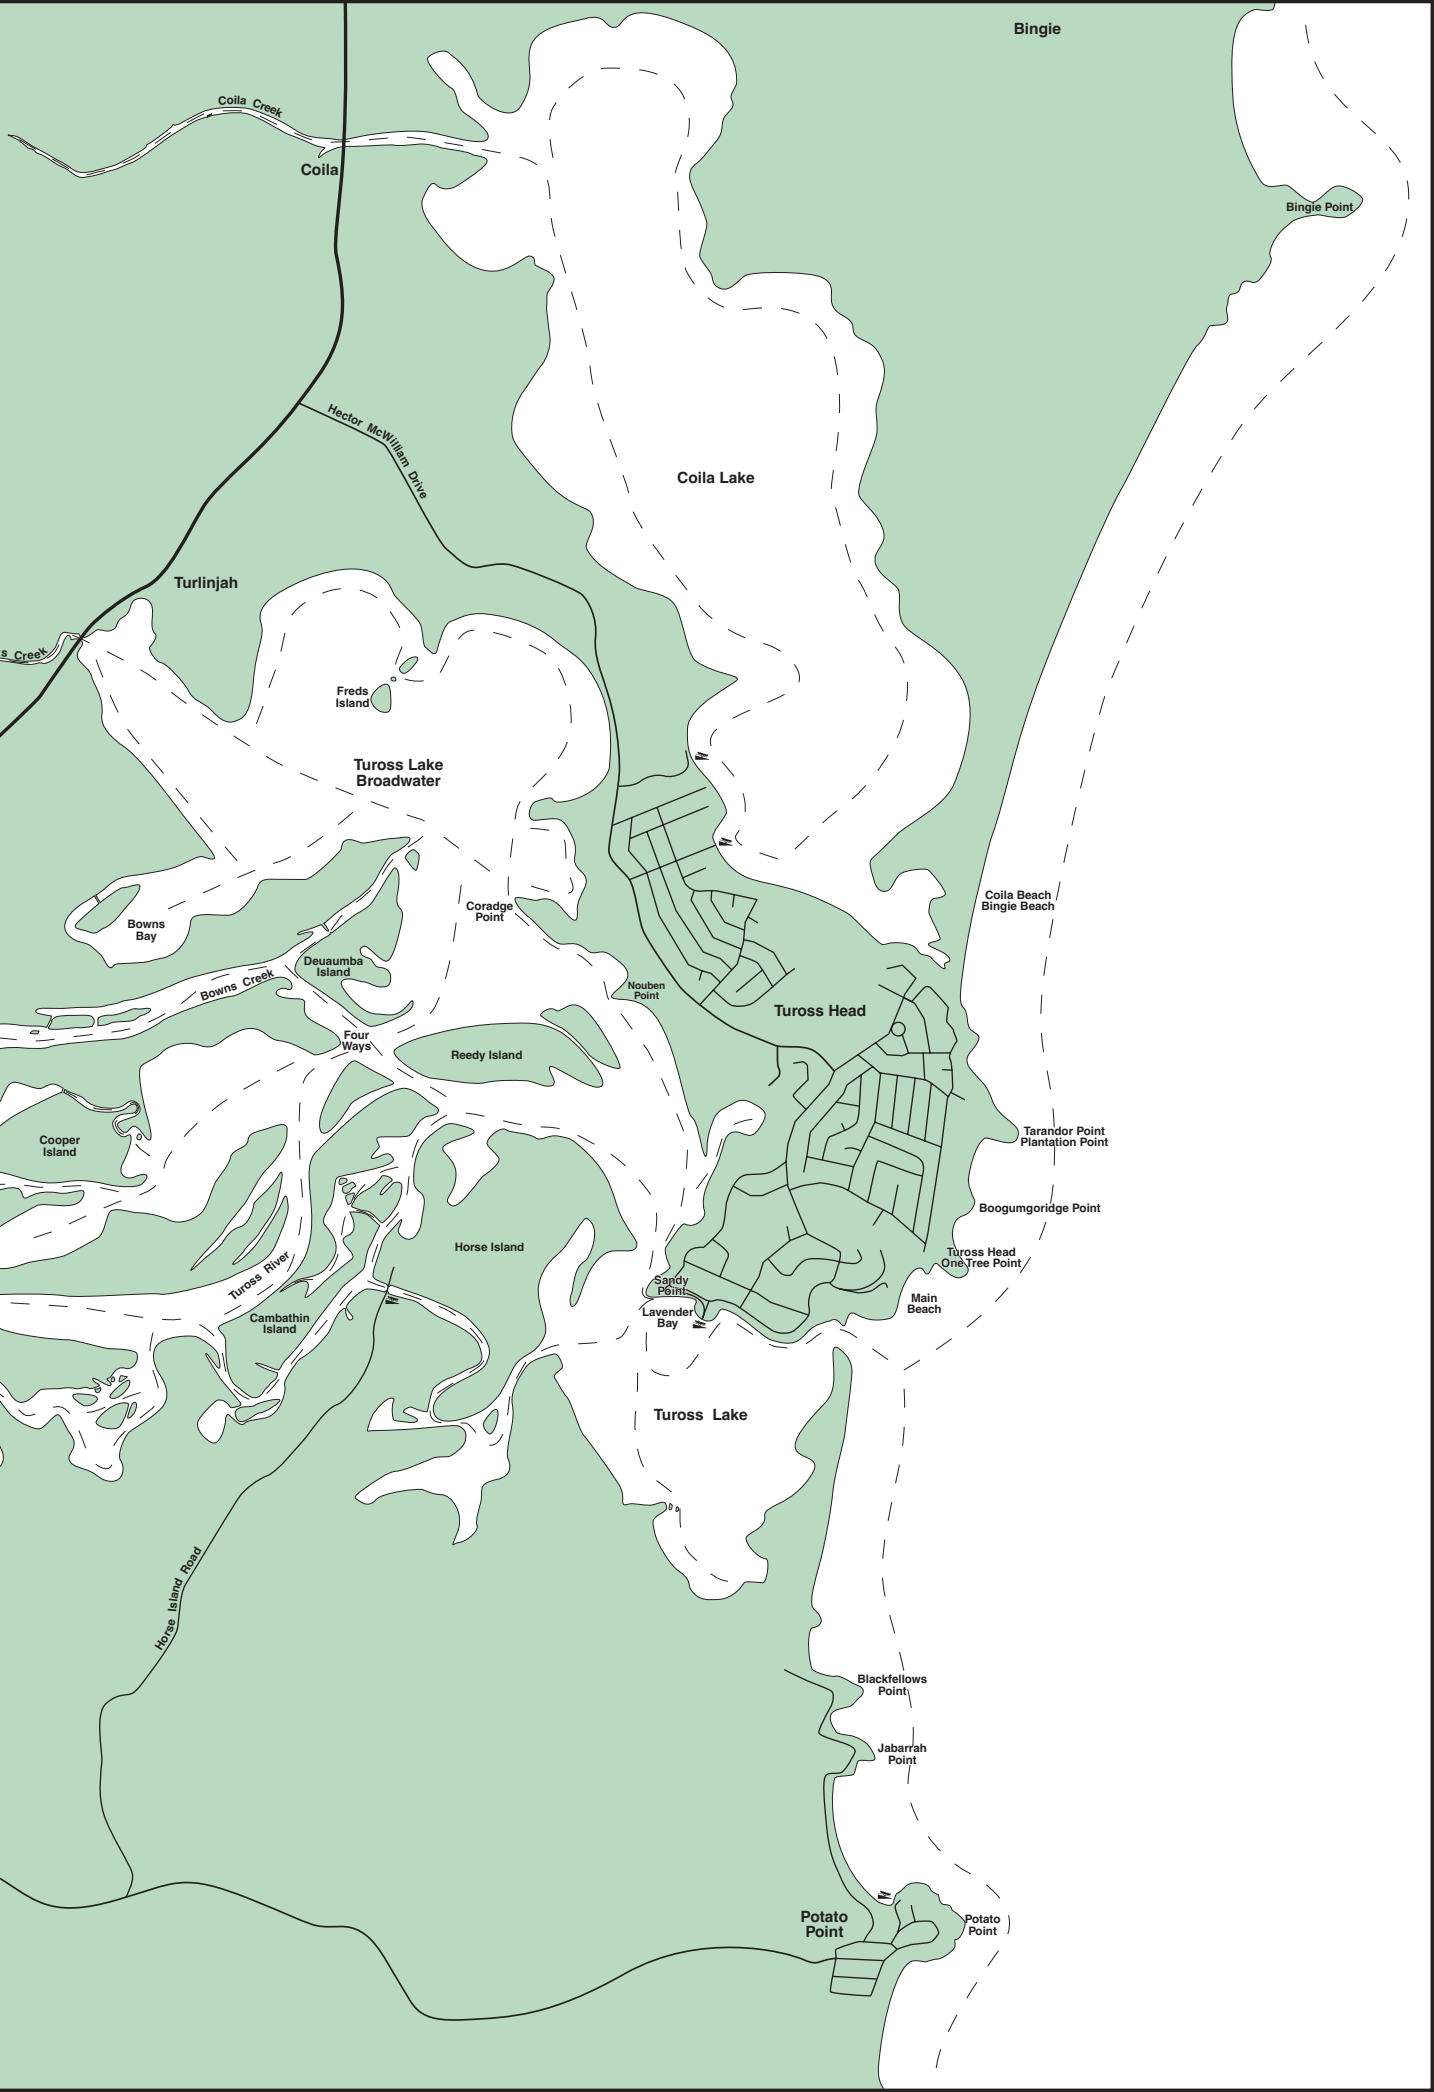 Bingie
Coila Creek
Coila
Bingie Point
Hector McWilliam Drive
Coila Lake
Turlinjah
s Creek
Freds
Island
Tuross Lake
Broadwater
Coila Beach
Bingie Beach
Coradge
Point
Bowns
Bay
Deuaumba
Island
Bowns Creek
Nouben
Point
Tuross Head
Four
Ways
Reedy Island
Cooper
Island
Tarandor Point
Plantation Point
Boogumgoridge Point
Horse Island
Tuross Head
One Tree Point
Tuross River
Sandy
Point
Main
Beach
Lavender
Bay
Cambathin
Island
Tuross Lake
Horse Island Road
Blackfellows
Point
Jabarrah
Point
Potato
Point
Potato
Point